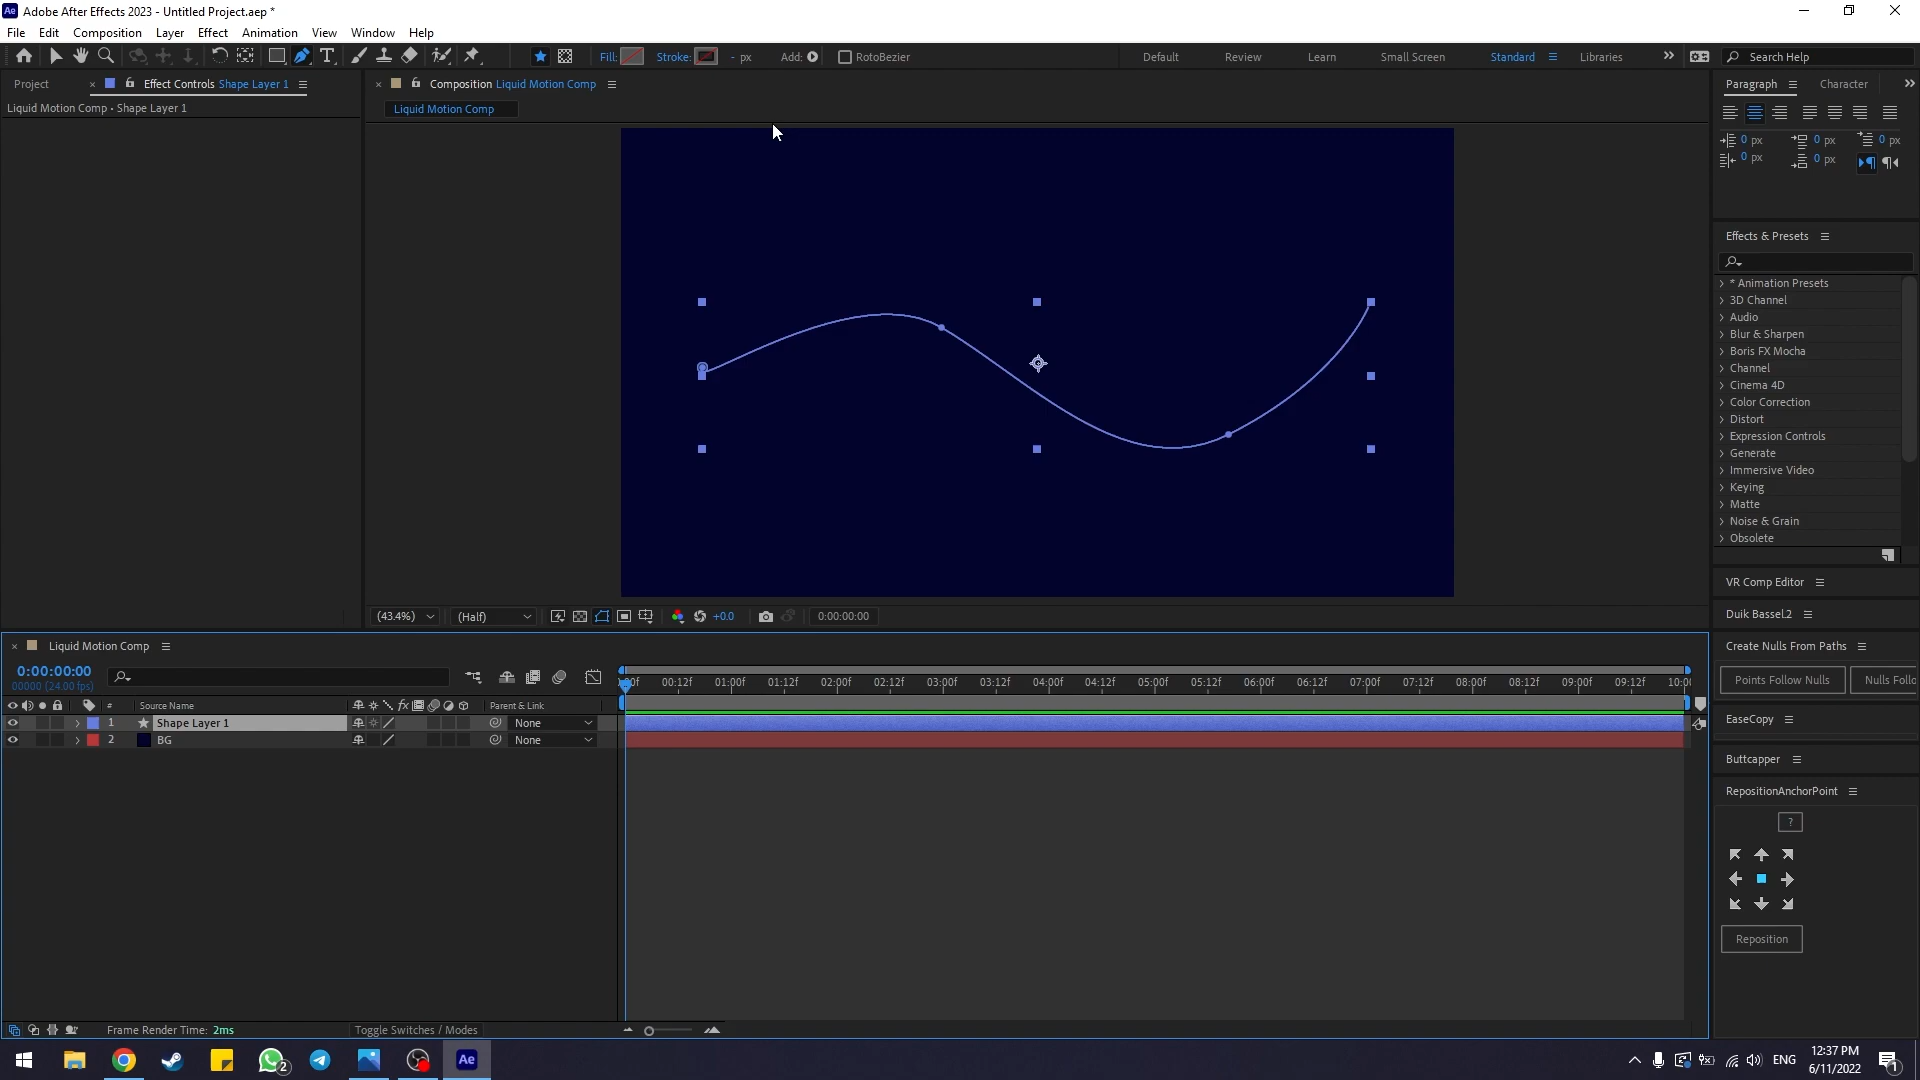 Ae Adobe After Effects 2023 - Untitled Project.aep *
File Edit Composition Layer Effect Animation View Window Help
Fill: Stroke: - px Add: RotoBezier Default Review Learn Small Screen Standard Libraries Search Help
Project Effect Controls Shape Layer 1 Composition Liquid Motion Comp Paragraph Character
Liquid Motion Comp • Shape Layer 1 Liquid Motion Comp
0 px 0 px 0 px
0 px 0 px
Effects & Presets
* Animation Presets
3D Channel
Audio
Blur & Sharpen
Boris FX Mocha
Channel
Cinema 4D
Color Correction
Distort
Expression Controls
Generate
Immersive Video
Keying
Matte
Noise & Grain
Obsolete
(43.4%) (Half) +0.0 0:00:00:00
VR Comp Editor
Duik Bassel.2
Create Nulls From Paths
Points Follow Nulls Nulls Follo
EaseCopy
Buttcapper
RepositionAnchorPoint
?
Reposition
Liquid Motion Comp
0:00:00:00
00000 (24.00 fps)
00:12f 01:00f 01:12f 02:00f 02:12f 03:00f 03:12f 04:00f 04:12f 05:00f 05:12f 06:00f 06:12f 07:00f 07:12f 08:00f 08:12f 09:00f 09:12f 10:00
# Source Name fx Parent & Link
1 Shape Layer 1 None
2 BG None
Frame Render Time: 2ms Toggle Switches / Modes
2 Ae ENG 12:37 PM
6/11/2022 1